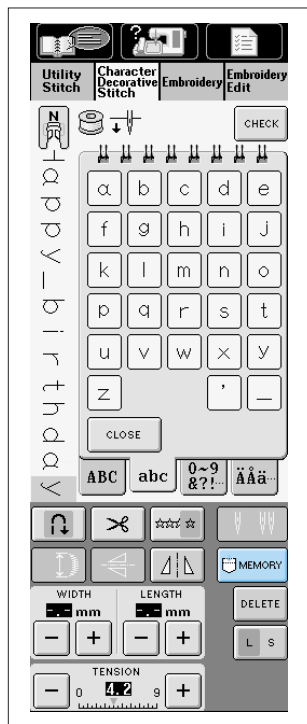 Utility Stitch
Character Decorative Stitch
Embroidery
Embroidery Edit
N
CHECK
Happy_birthday
a b c d e
f g h i j
k l m n o
p q r s t
u v w x y
z ' _
CLOSE
ABC
abc
0~9 &?!...
ÄÅä...
MEMORY
WIDTH
-.- mm
LENGTH
-.- mm
DELETE
- + - +
L S
TENSION
- 0 4.2 9 +